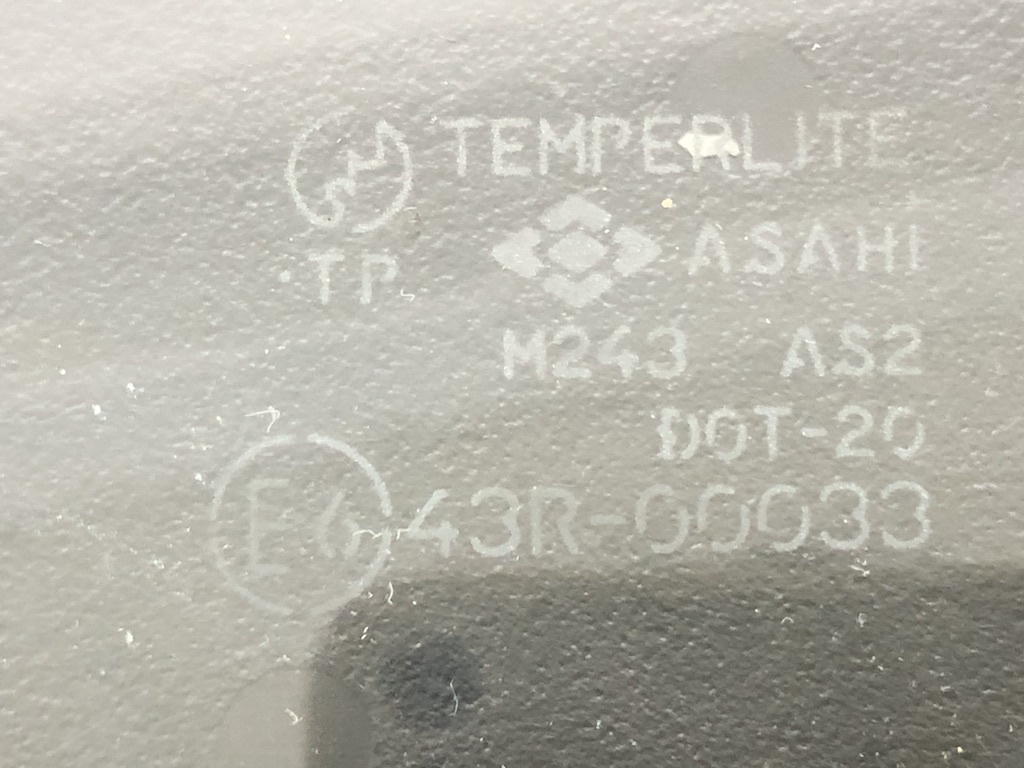 TEMPERLITE
TP
ASAHI
M243 AS2
DOT-20
E6 43R-00033